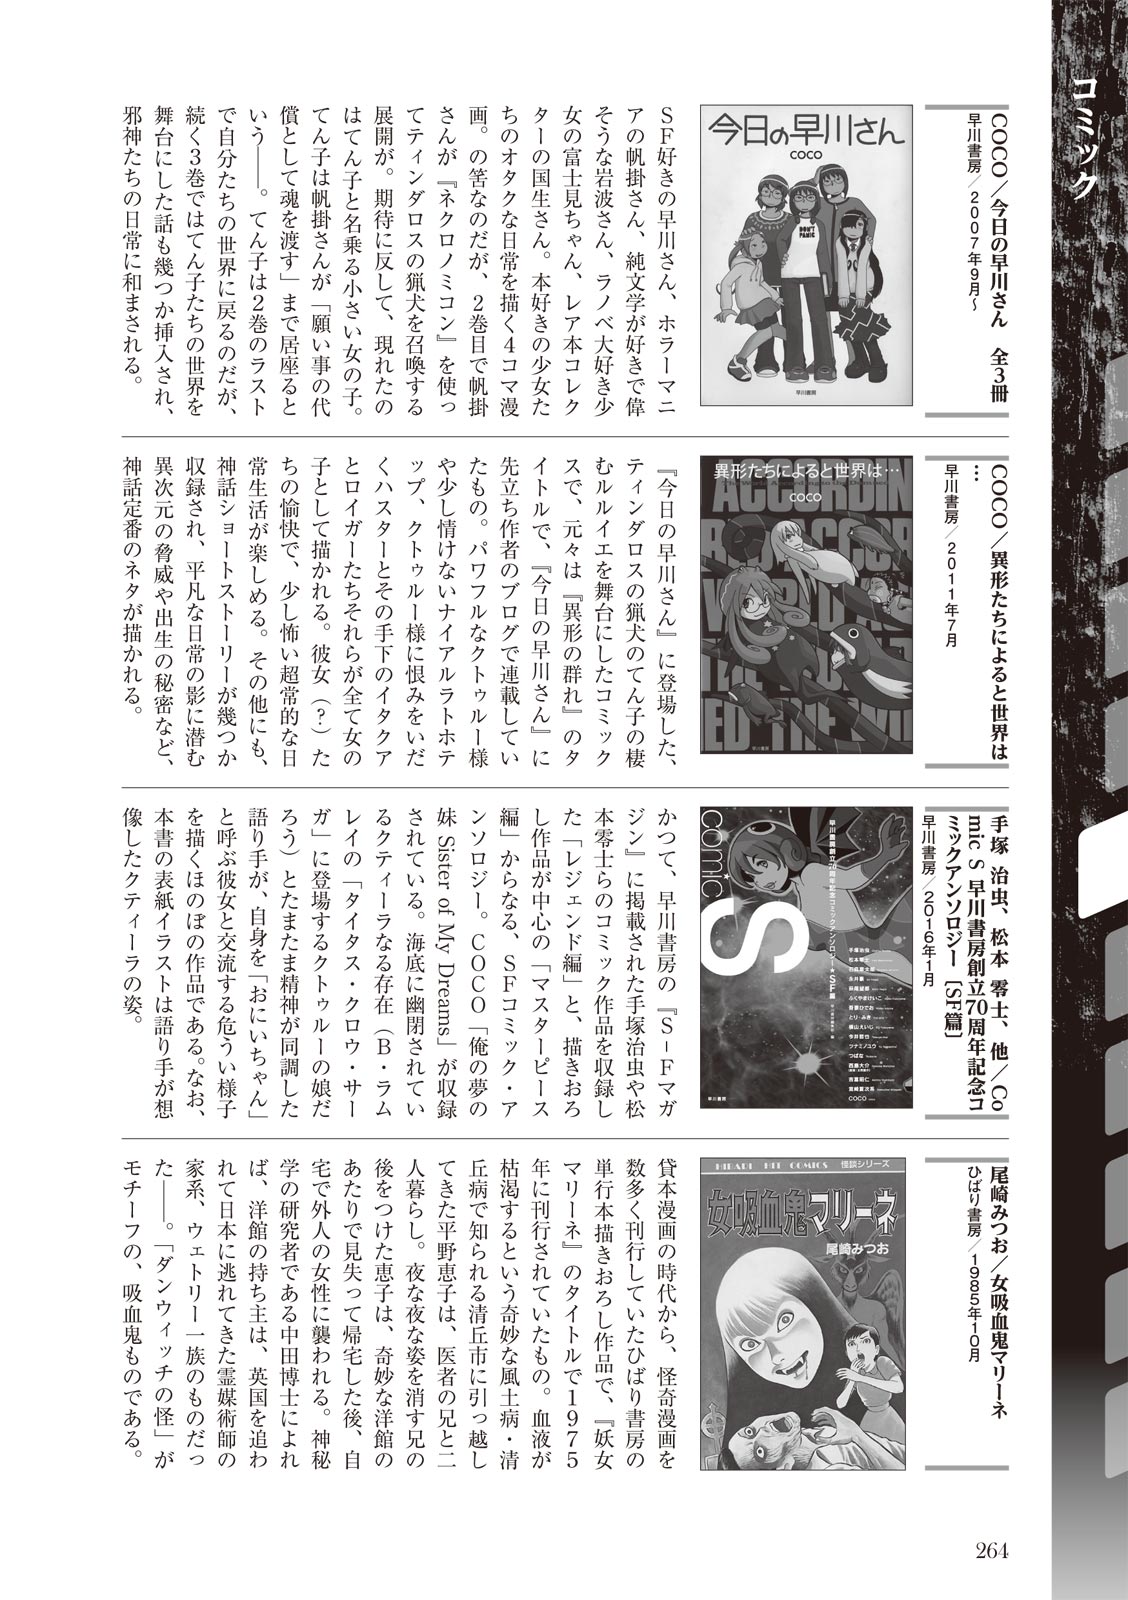 コミック
COCO／今日の早川さん　全3冊
早川書房／2007年9月～
今日の早川さん
coco
DON'T
PANIC
早川書房
SF好きの早川さん、ホラーマニ
アの帆掛さん、純文学が好きで偉
そうな岩波さん、ラノベ大好き少
女の富士見ちゃん、レア本コレク
ターの国生さん。本好きの少女た
ちのオタクな日常を描く4コマ漫
画。の筈なのだが、2巻目で帆掛
さんが『ネクロノミコン』を使っ
てティンダロスの猟犬を召喚する
展開が。期待に反して、現れたの
はてん子と名乗る小さい女の子。
てん子は帆掛さんが「願い事の代
償として魂を渡す」まで居座ると
いう――。てん子は2巻のラスト
で自分たちの世界に戻るのだが、
続く3巻ではてん子たちの世界を
舞台にした話も幾つか挿入され、
邪神たちの日常に和まされる。
COCO／異形たちによると世界は
…
早川書房／2011年7月
異形たちによると世界は…
coco
早川書房
『今日の早川さん』に登場した、
ティンダロスの猟犬のてん子の棲
むルルイエを舞台にしたコミック
スで、元々は『異形の群れ』のタ
イトルで、『今日の早川さん』に
先立ち作者のブログで連載してい
たもの。パワフルなクトゥルー様
や少し情けないナイアルラトホテ
ップ、クトゥルー様に恨みをいだ
くハスターとその手下のイタクア
とロイガーたちそれらが全て女の
子として描かれる。彼女（？）た
ちの愉快で、少し怖い超常的な日
常生活が楽しめる。その他にも、
神話ショートストーリーが幾つか
収録され、平凡な日常の影に潜む
異次元の脅威や出生の秘密など、
神話定番のネタが描かれる。
手塚 治虫、松本 零士、他／Co
mic S 早川書房創立70周年記念コ
ミックアンソロジー［SF篇］
早川書房／2016年1月
comic S
早川書房創立70周年記念コミックアンソロジー★SF篇
手塚治虫
松本零士
石森章太郎
永井豪
萩尾望都
ふくやまけいこ
吾妻ひでお
とり・みき
横山えいじ
今井哲也
ツナミノユウ
つばな
西島大介
吉富昭仁
宮崎夏次系
COCO
早川書房
かつて、早川書房の『S-Fマガ
ジン』に掲載された手塚治虫や松
本零士らのコミック作品を収録し
た「レジェンド編」と、描きおろ
し作品が中心の「マスターピース
編」からなる、SFコミック・ア
ンソロジー。COCO「俺の夢の
妹 Sister of My Dreams」が収録
されている。海底に幽閉されてい
るクティーラなる存在（B・ラム
レイの「タイタス・クロウ・サー
ガ」に登場するクトゥルーの娘だ
ろう）とたまたま精神が同調した
語り手が、自身を「おにいちゃん」
と呼ぶ彼女と交流する危うい様子
を描くほのぼの作品である。なお、
本書の表紙イラストは語り手が想
像したクティーラの姿。
尾崎みつお／女吸血鬼マリーネ
ひばり書房／1985年10月
HIBARI HIT COMICS 怪談シリーズ
女吸血鬼マリーネ
尾崎みつお
貸本漫画の時代から、怪奇漫画を
数多く刊行していたひばり書房の
単行本描きおろし作品で、『妖女
マリーネ』のタイトルで1975
年に刊行されていたもの。血液が
枯渇するという奇妙な風土病・清
丘病で知られる清丘市に引っ越し
てきた平野恵子は、医者の兄と二
人暮らし。夜な夜な姿を消す兄の
後をつけた恵子は、奇妙な洋館の
あたりで見失って帰宅した後、自
宅で外人の女性に襲われる。神秘
学の研究者である中田博士によれ
ば、洋館の持ち主は、英国を追わ
れて日本に逃れてきた霊媒術師の
家系、ウェトリー一族のものだっ
た――。「ダンウィッチの怪」が
モチーフの、吸血鬼ものである。
264